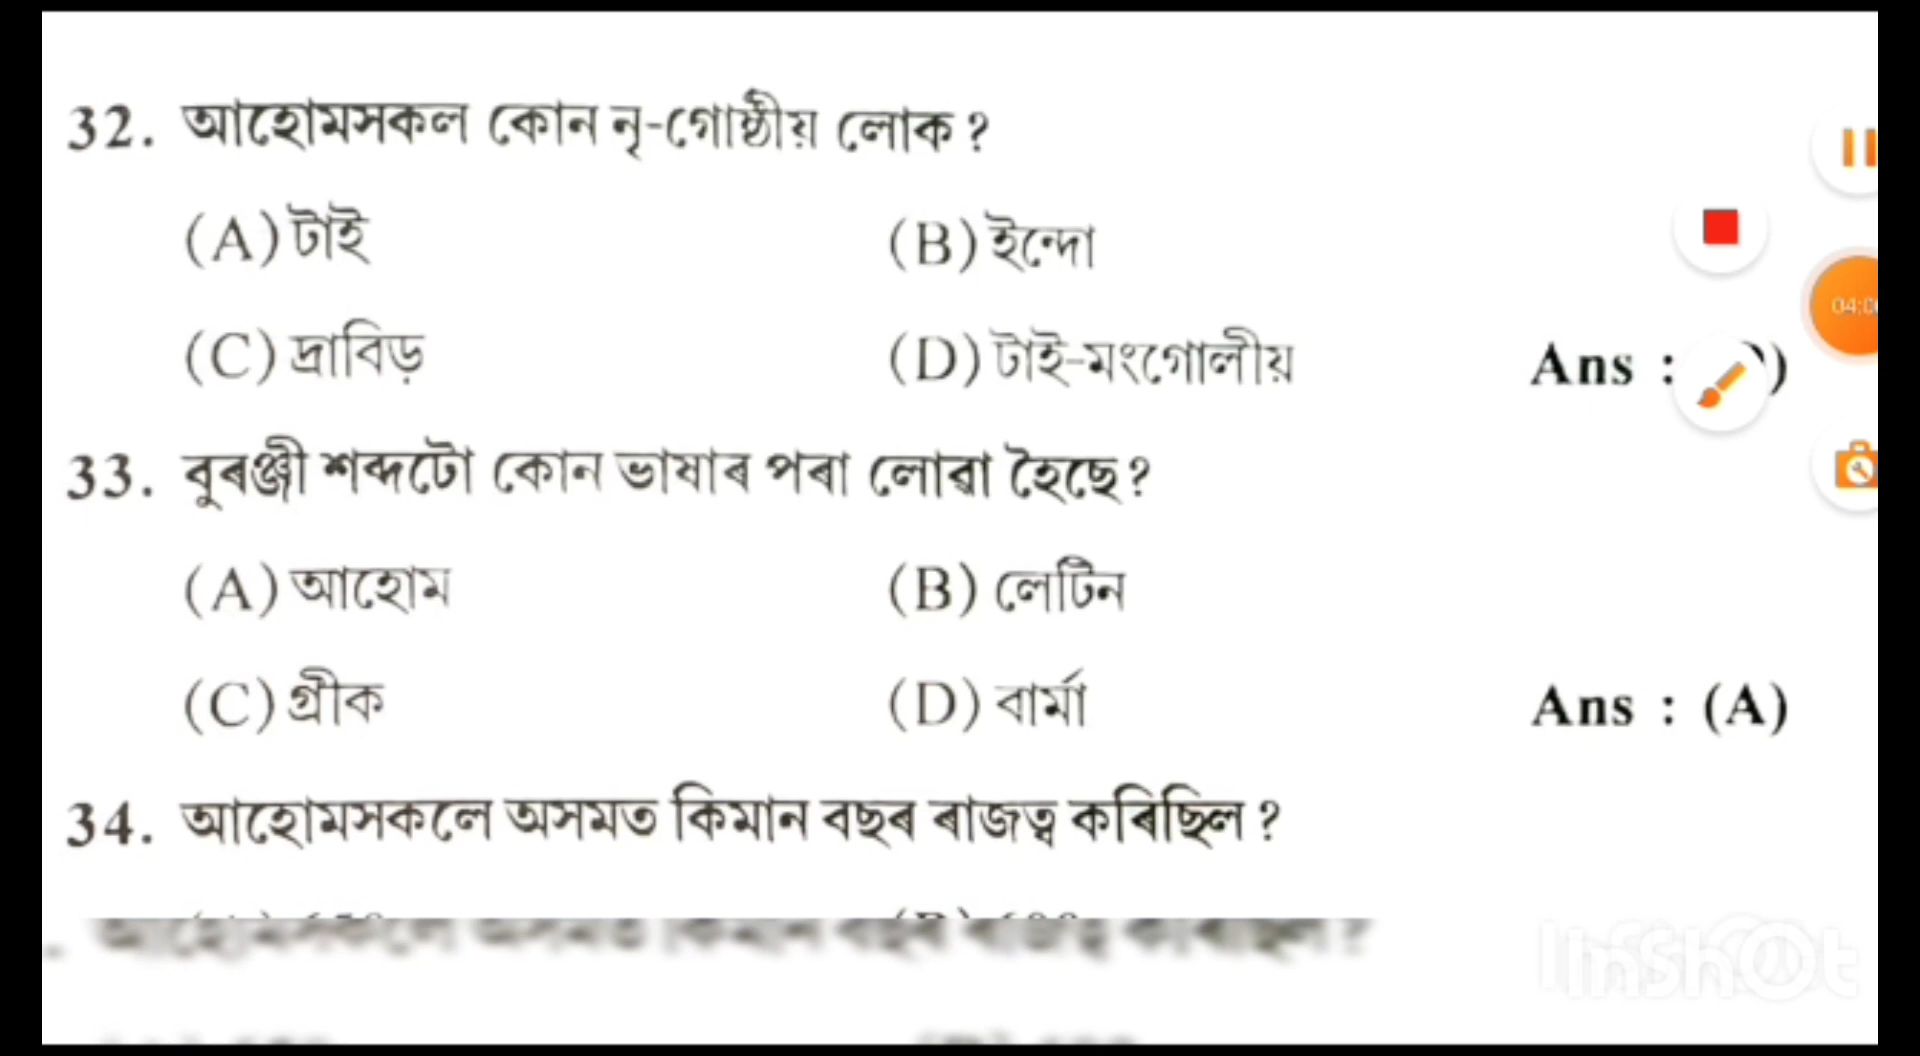 32. আহোমসকল কোন নৃ-গোষ্ঠীয় লোক ?
(A) টাই (B) ইন্দো
(C) দ্ৰাবিড় (D) টাই-মংগোলীয় Ans : )
33. বুৰঞ্জী শব্দটো কোন ভাষাৰ পৰা লোৱা হৈছে ?
(A) আহোম (B) লেটিন
(C) গ্ৰীক (D) বাৰ্মা Ans : (A)
34. আহোমসকলে অসমত কিমান বছৰ ৰাজত্ব কৰিছিল ?
InShOt